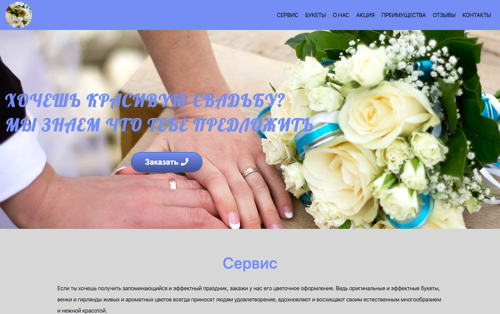 СЕРВИС БУКЕТЫ О НАС АКЦИЯ ПРЕИМУЩЕСТВА ОТЗЫВЫ КОНТАКТЫ
ХОЧЕШЬ КРАСИВУЮ СВАДЬБУ?
МЫ ЗНАЕМ ЧТО ТЕБЕ ПРЕДЛОЖИТЬ
Заказать
Сервис
Если ты хочешь получить запоминающийся и эффектный праздник, закажи у нас его цветочное оформление. Ведь оригинальные и эффектные букеты,
венки и гирлянды живых и ароматных цветов всегда приносят людям удовлетворение, вдохновляют и восхищают своим естественным многообразием
и нежной красотой.